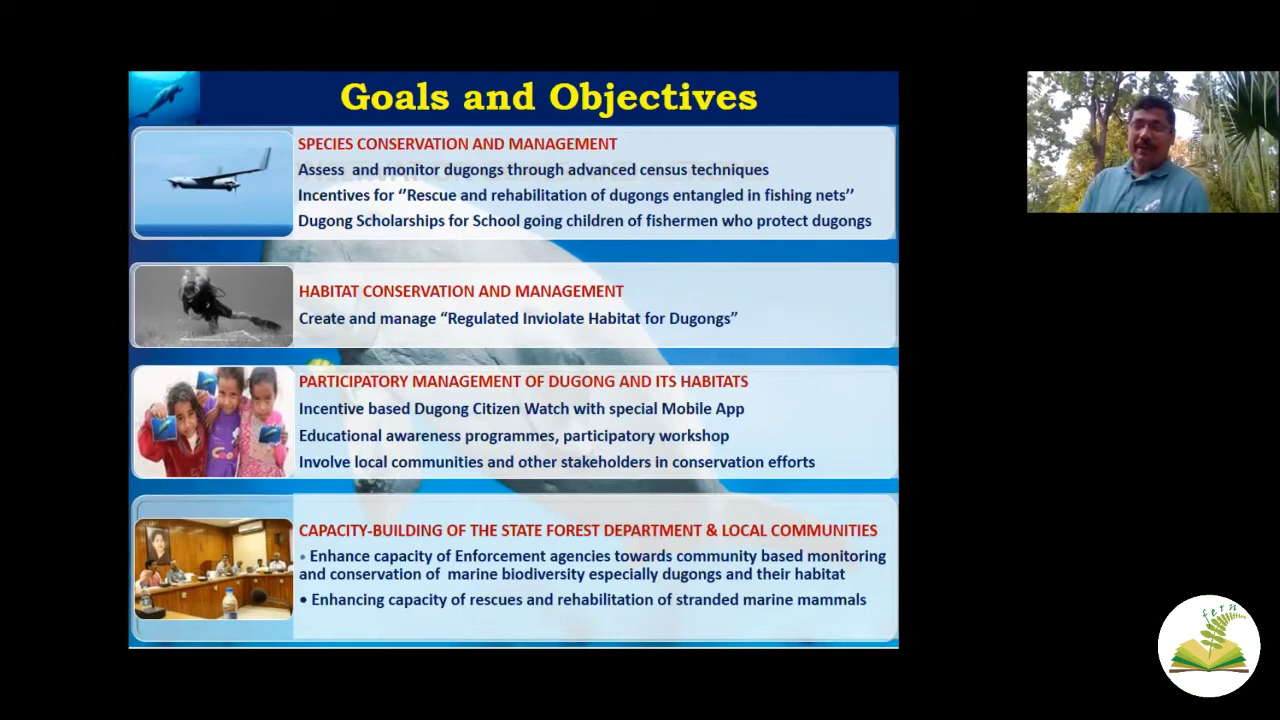 Goals and Objectives
SPECIES CONSERVATION AND MANAGEMENT
Assess and monitor dugongs through advanced census techniques
Incentives for ‘’Rescue and rehabilitation of dugongs entangled in fishing nets’’
Dugong Scholarships for School going children of fishermen who protect dugongs
HABITAT CONSERVATION AND MANAGEMENT
Create and manage “Regulated Inviolate Habitat for Dugongs”
PARTICIPATORY MANAGEMENT OF DUGONG AND ITS HABITATS
Incentive based Dugong Citizen Watch with special Mobile App
Educational awareness programmes, participatory workshop
Involve local communities and other stakeholders in conservation efforts
CAPACITY-BUILDING OF THE STATE FOREST DEPARTMENT & LOCAL COMMUNITIES
• Enhance capacity of Enforcement agencies towards community based monitoring
and conservation of marine biodiversity especially dugongs and their habitat
• Enhancing capacity of rescues and rehabilitation of stranded marine mammals
fern